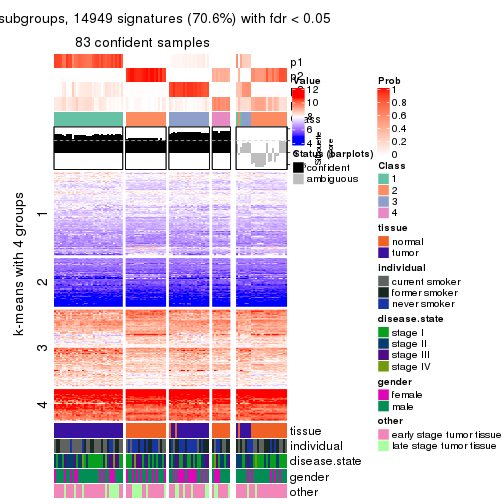 subgroups, 14949 signatures (70.6%) with fdr < 0.05
83 confident samples
p1
p2
Value
12
10
8
6
4
Prob
1
0.8
0.6
0.4
0.2
0
Silhouette
score
Status (barplots)
confident
ambiguous
Class
1
2
3
4
tissue
normal
tumor
individual
current smoker
former smoker
never smoker
disease.state
stage I
stage II
stage III
stage IV
gender
female
male
other
early stage tumor tissue
late stage tumor tissue
k-means with 4 groups
1
2
3
4
tissue
individual
disease.state
gender
other